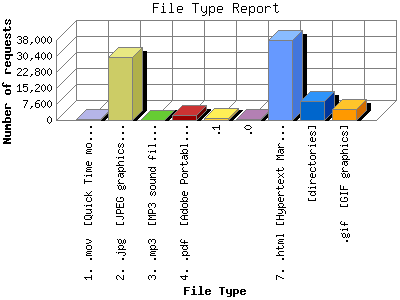 File Type Report
Number of requests
38,000
30,400
22,800
15,200
7,600
0
1. .mov [Quick Time mo...
2. .jpg [JPEG graphics...
3. .mp3 [MP3 sound fil...
4. .pdf [Adobe Portabl...
.1
.0
7. .html [Hypertext Mar...
[directories]
.gif [GIF graphics]
File Type